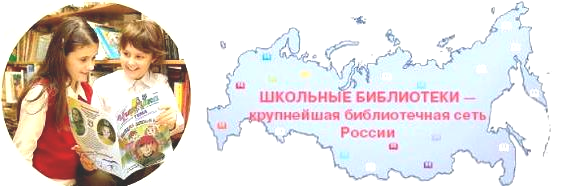 ШКОЛЬНЫЕ БИБЛИОТЕКИ —
крупнейшая библиотечная сеть
России